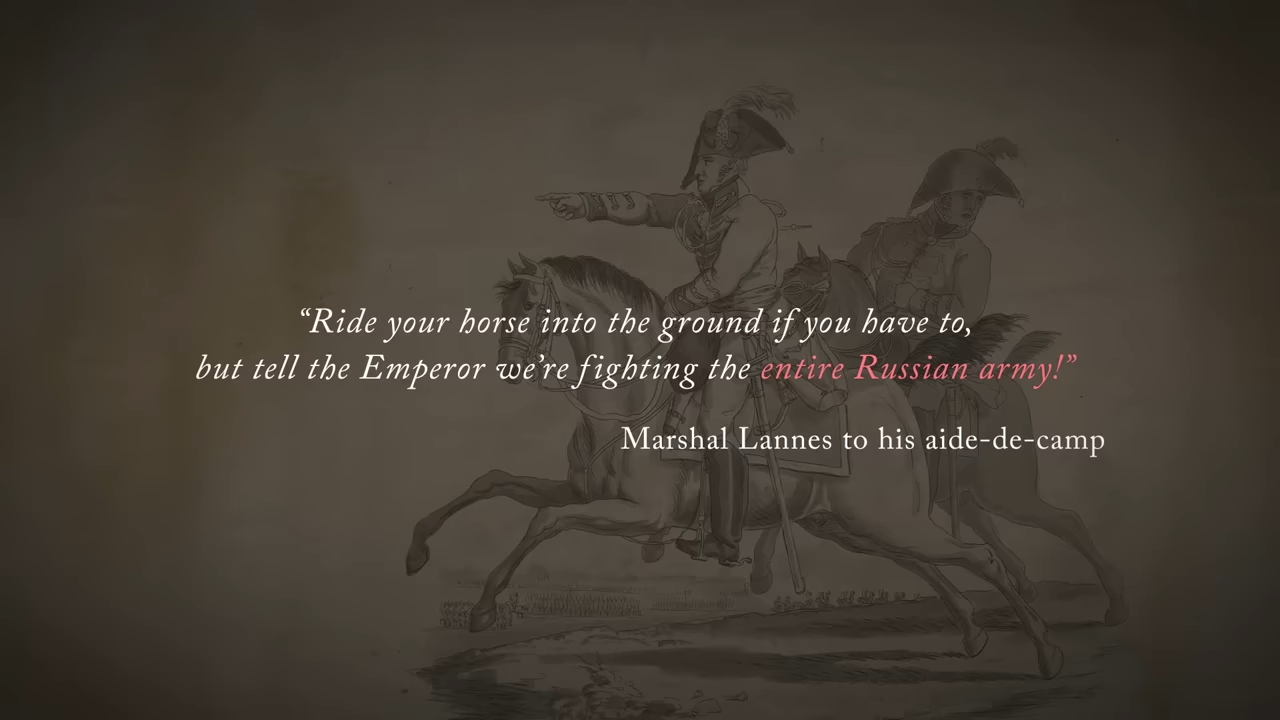 “Ride your horse into the ground if you have to,
but tell the Emperor we’re fighting the entire Russian army!”
Marshal Lannes to his aide-de-camp